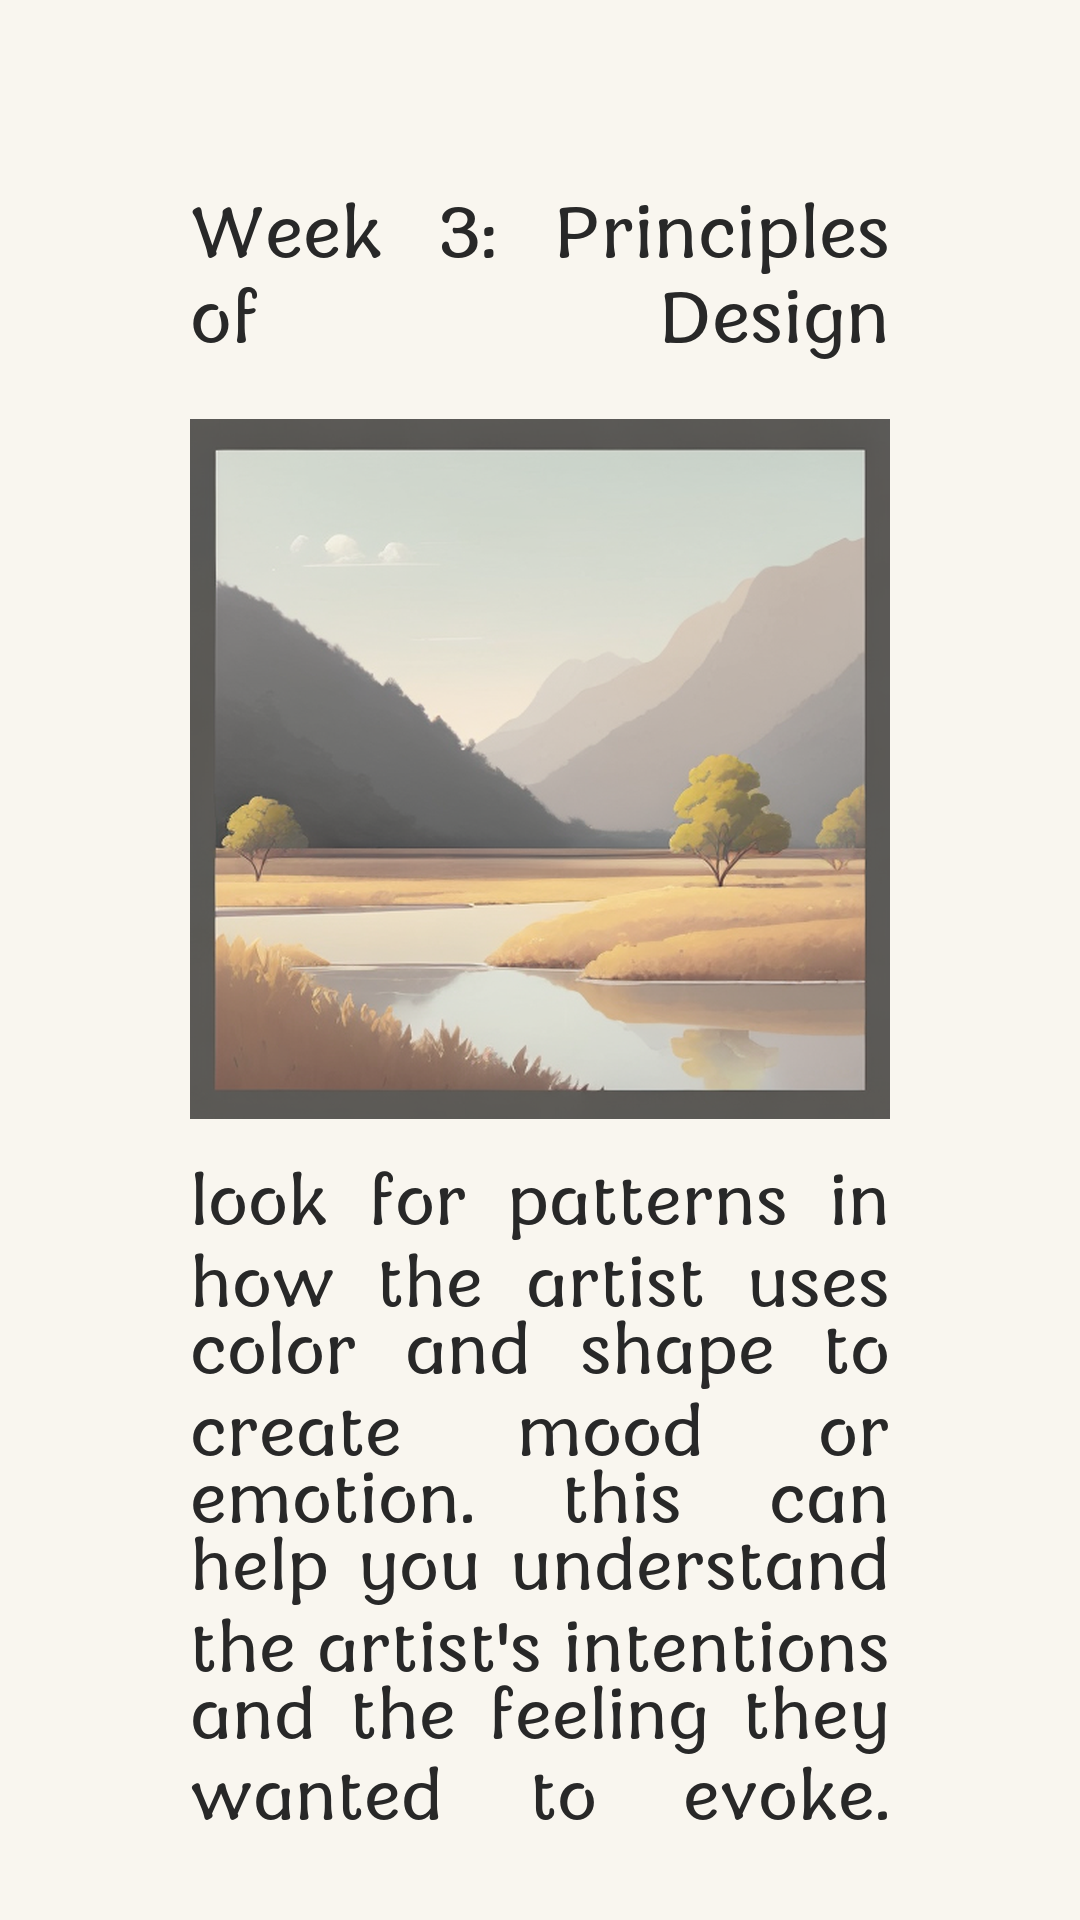 Week 3: Principles
of Design
look for patterns in
how the artist uses
color and shape to
create mood or
emotion. this can
help you understand
the artist's intentions
and the feeling they
wanted to evoke.